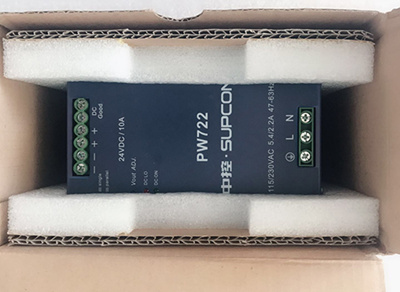 DC
Good
+
+
−
−
24VDC/10A
Vout ADJ.
DC LO
DC ON
PW722
中控·SUPCON
115/230VAC 5.4/2.2A 47-63Hz
L
N